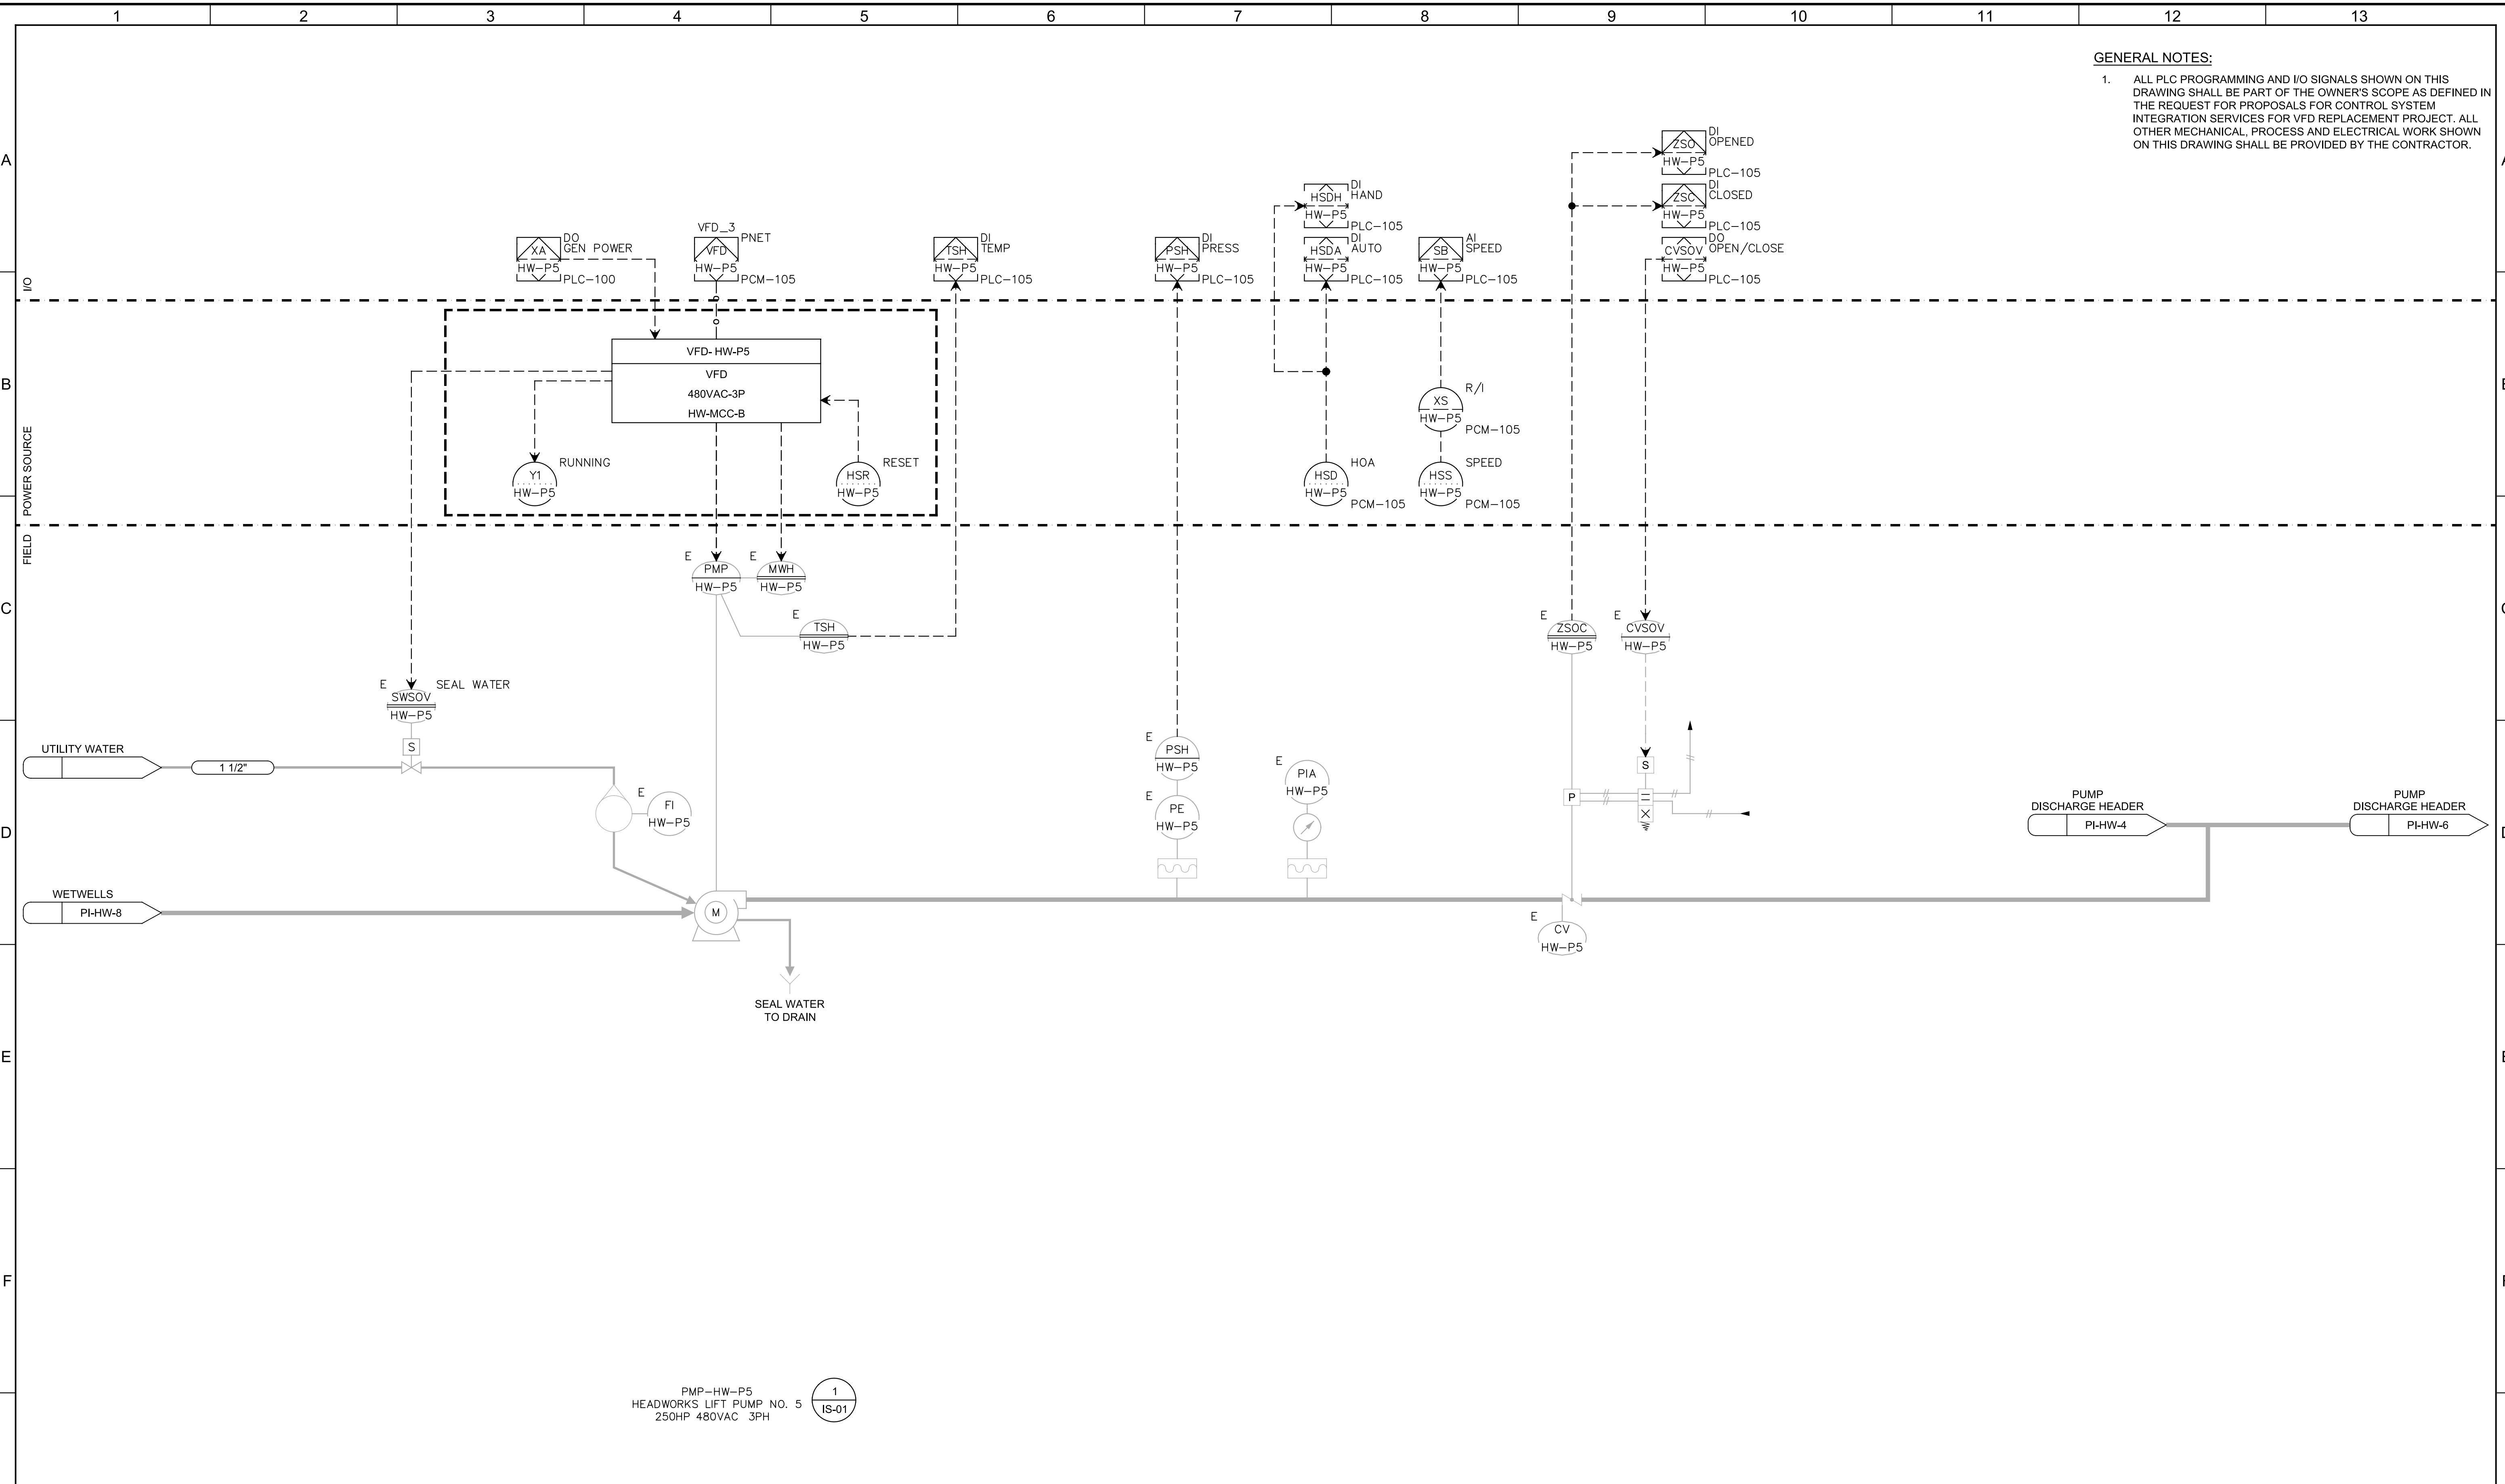 1 2 3 4 5 6 7 8 9 10 11 12 13
GENERAL NOTES:
1. ALL PLC PROGRAMMING AND I/O SIGNALS SHOWN ON THIS
DRAWING SHALL BE PART OF THE OWNER'S SCOPE AS DEFINED IN
THE REQUEST FOR PROPOSALS FOR CONTROL SYSTEM
INTEGRATION SERVICES FOR VFD REPLACEMENT PROJECT. ALL
OTHER MECHANICAL, PROCESS AND ELECTRICAL WORK SHOWN
ON THIS DRAWING SHALL BE PROVIDED BY THE CONTRACTOR.
A
B
C
D
E
F
I/O
POWER SOURCE
FIELD
XA
HW-P5
DO
GEN POWER
PLC-100
VFD_3
VFD
HW-P5
PNET
PCM-105
TSH
HW-P5
DI
TEMP
PLC-105
PSH
HW-P5
DI
PRESS
PLC-105
HSDH
HW-P5
DI
HAND
PLC-105
HSDA
HW-P5
DI
AUTO
PLC-105
SB
HW-P5
AI
SPEED
PLC-105
ZSO
HW-P5
DI
OPENED
PLC-105
ZSC
HW-P5
DI
CLOSED
PLC-105
CVSOV
HW-P5
DO
OPEN/CLOSE
PLC-105
VFD- HW-P5
VFD
480VAC-3P
HW-MCC-B
Y1
HW-P5
RUNNING
HSR
HW-P5
RESET
XS
HW-P5
R/I
PCM-105
HSD
HW-P5
HOA
PCM-105
HSS
HW-P5
SPEED
PCM-105
E
PMP
HW-P5
E
MWH
HW-P5
E
TSH
HW-P5
E
ZSOC
HW-P5
E
CVSOV
HW-P5
E
SWSOV
HW-P5
SEAL WATER
S
UTILITY WATER
1 1/2"
E
FI
HW-P5
E
PSH
HW-P5
E
PE
HW-P5
E
PIA
HW-P5
S
P
PUMP
DISCHARGE HEADER
PI-HW-4
PUMP
DISCHARGE HEADER
PI-HW-6
WETWELLS
PI-HW-8
M
E
CV
HW-P5
SEAL WATER
TO DRAIN
PMP-HW-P5
HEADWORKS LIFT PUMP NO. 5
250HP 480VAC 3PH
1
IS-01